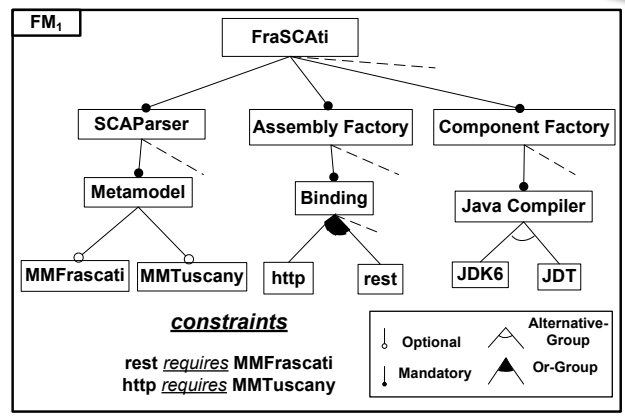 FM1
FraSCAti
SCAParser
Assembly Factory
Component Factory
Metamodel
Binding
Java Compiler
MMFrascati
MMTuscany
http
rest
JDK6
JDT
constraints
rest requires MMFrascati
http requires MMTuscany
Optional
Alternative-
Group
Mandatory
Or-Group